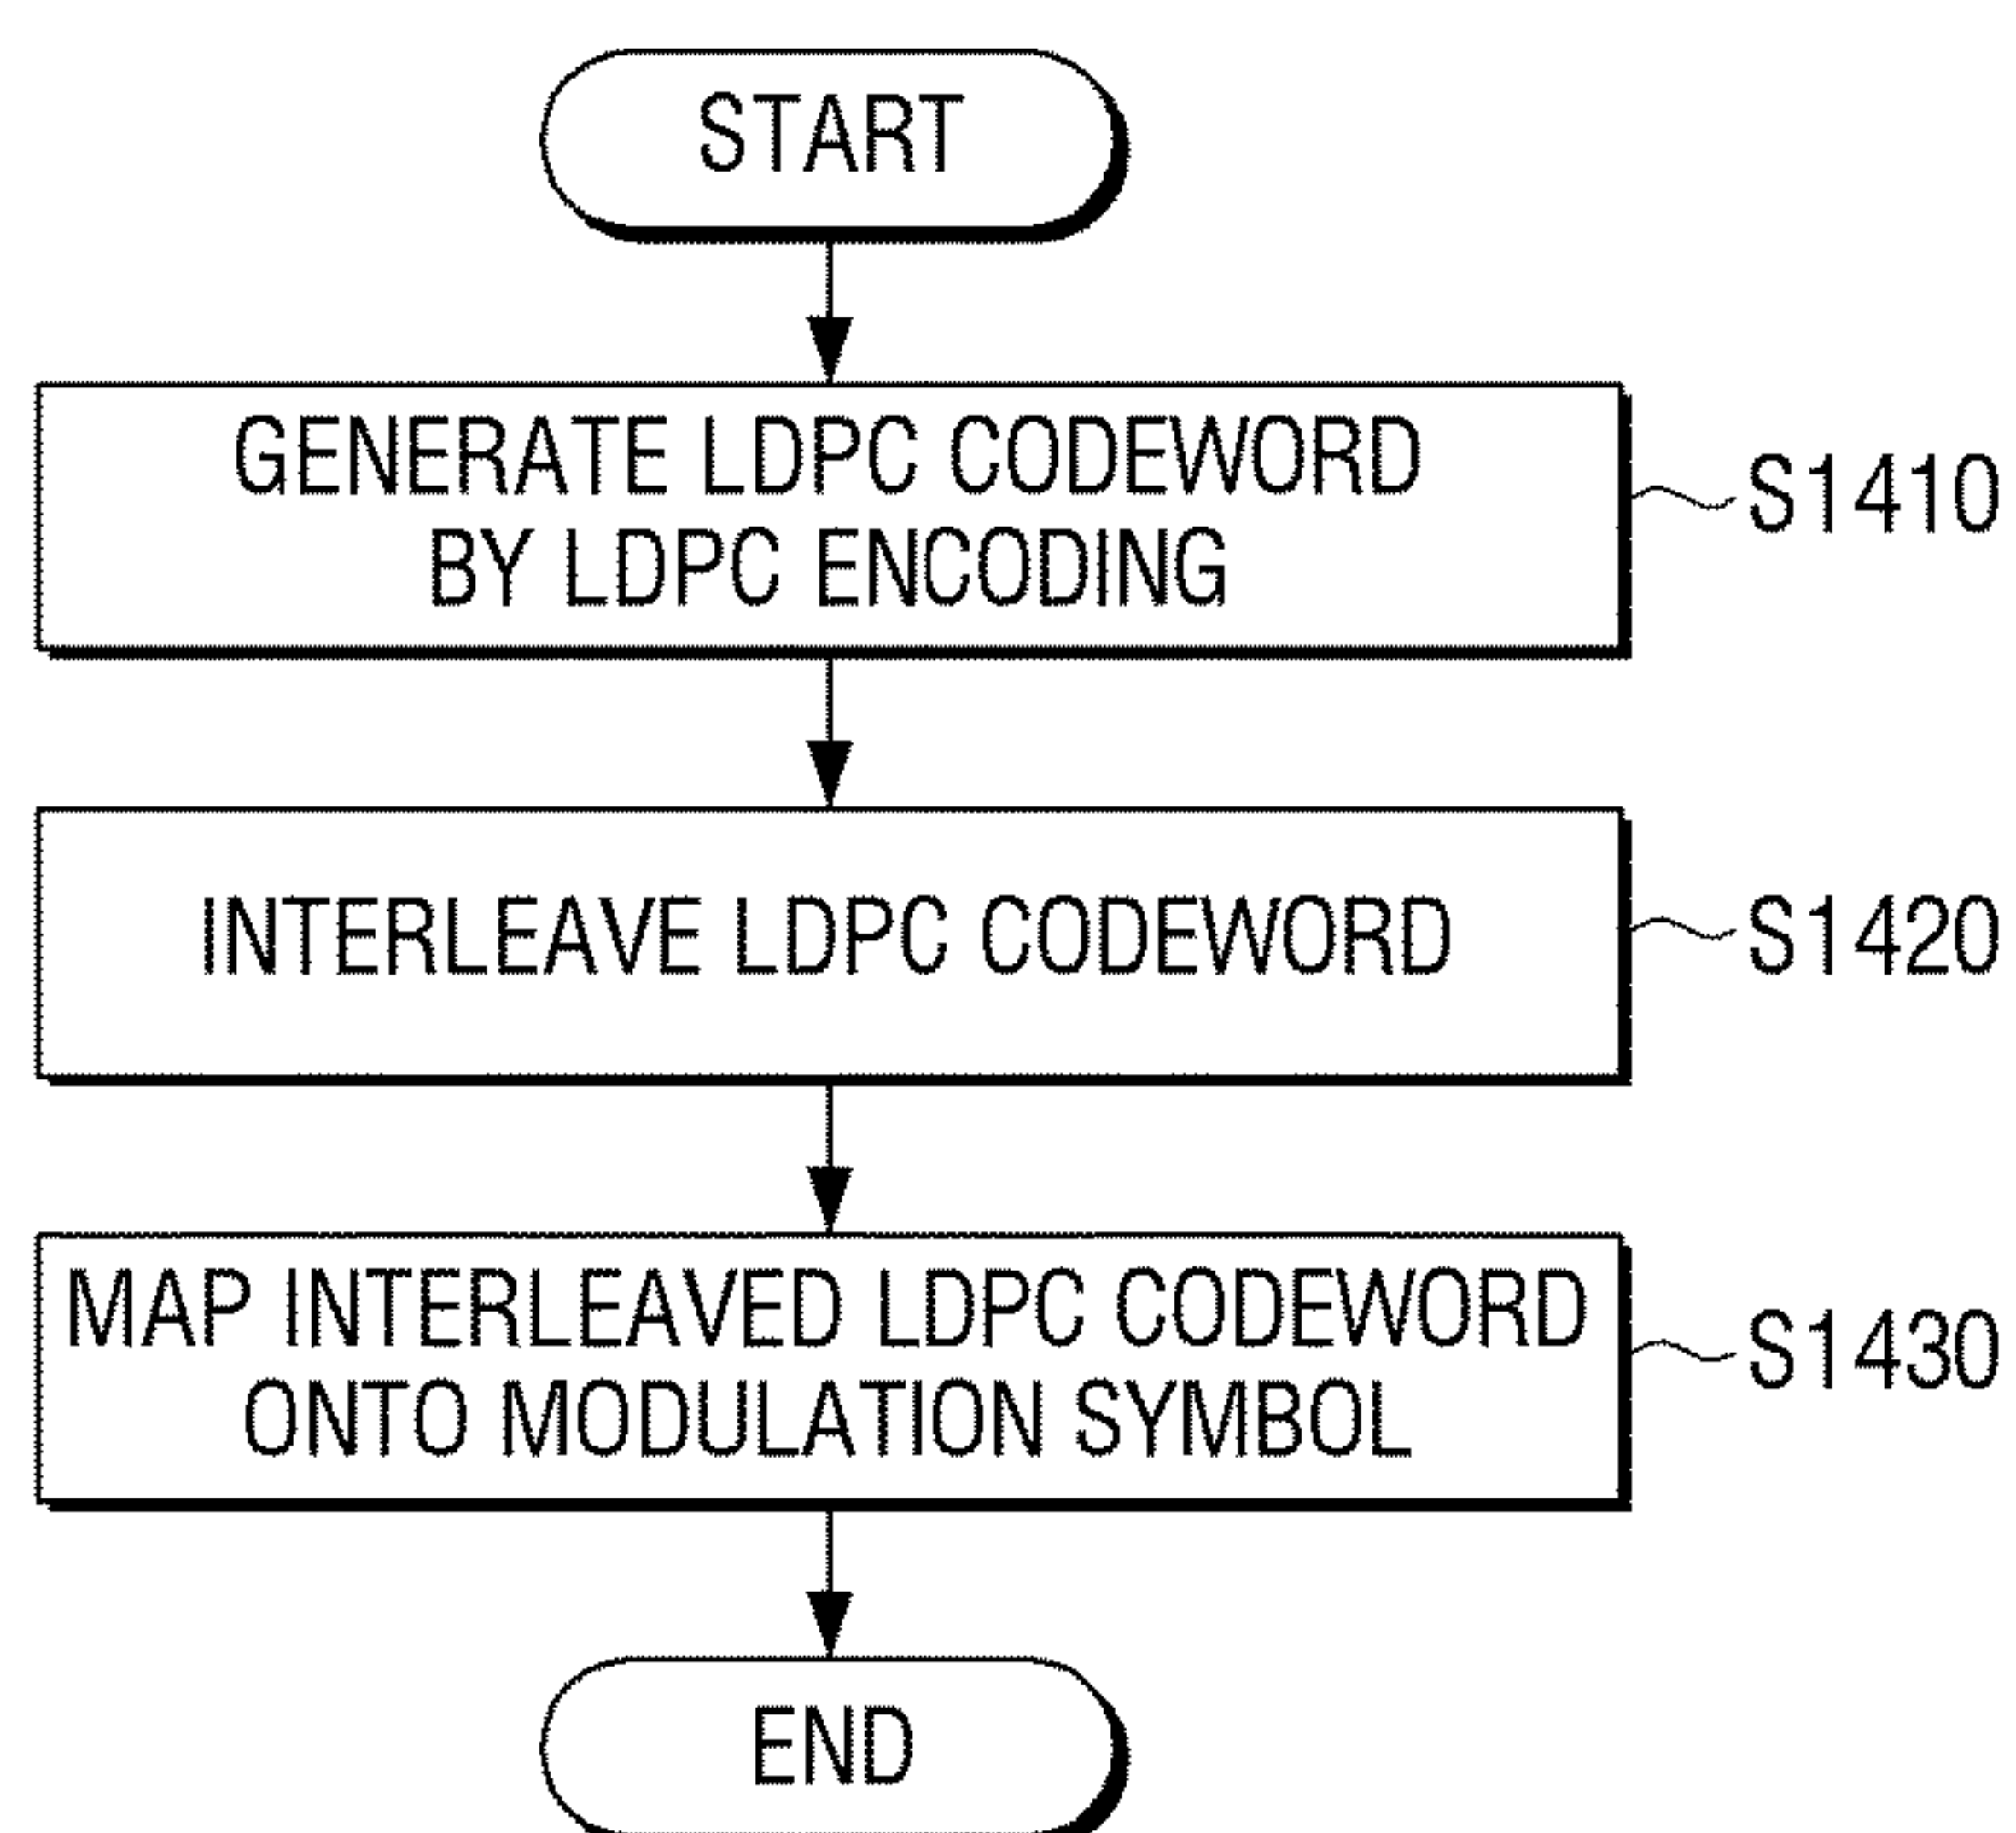 START
GENERATE LDPC CODEWORD
BY LDPC ENCODING
S1410
INTERLEAVE LDPC CODEWORD
S1420
MAP INTERLEAVED LDPC CODEWORD
ONTO MODULATION SYMBOL
S1430
END